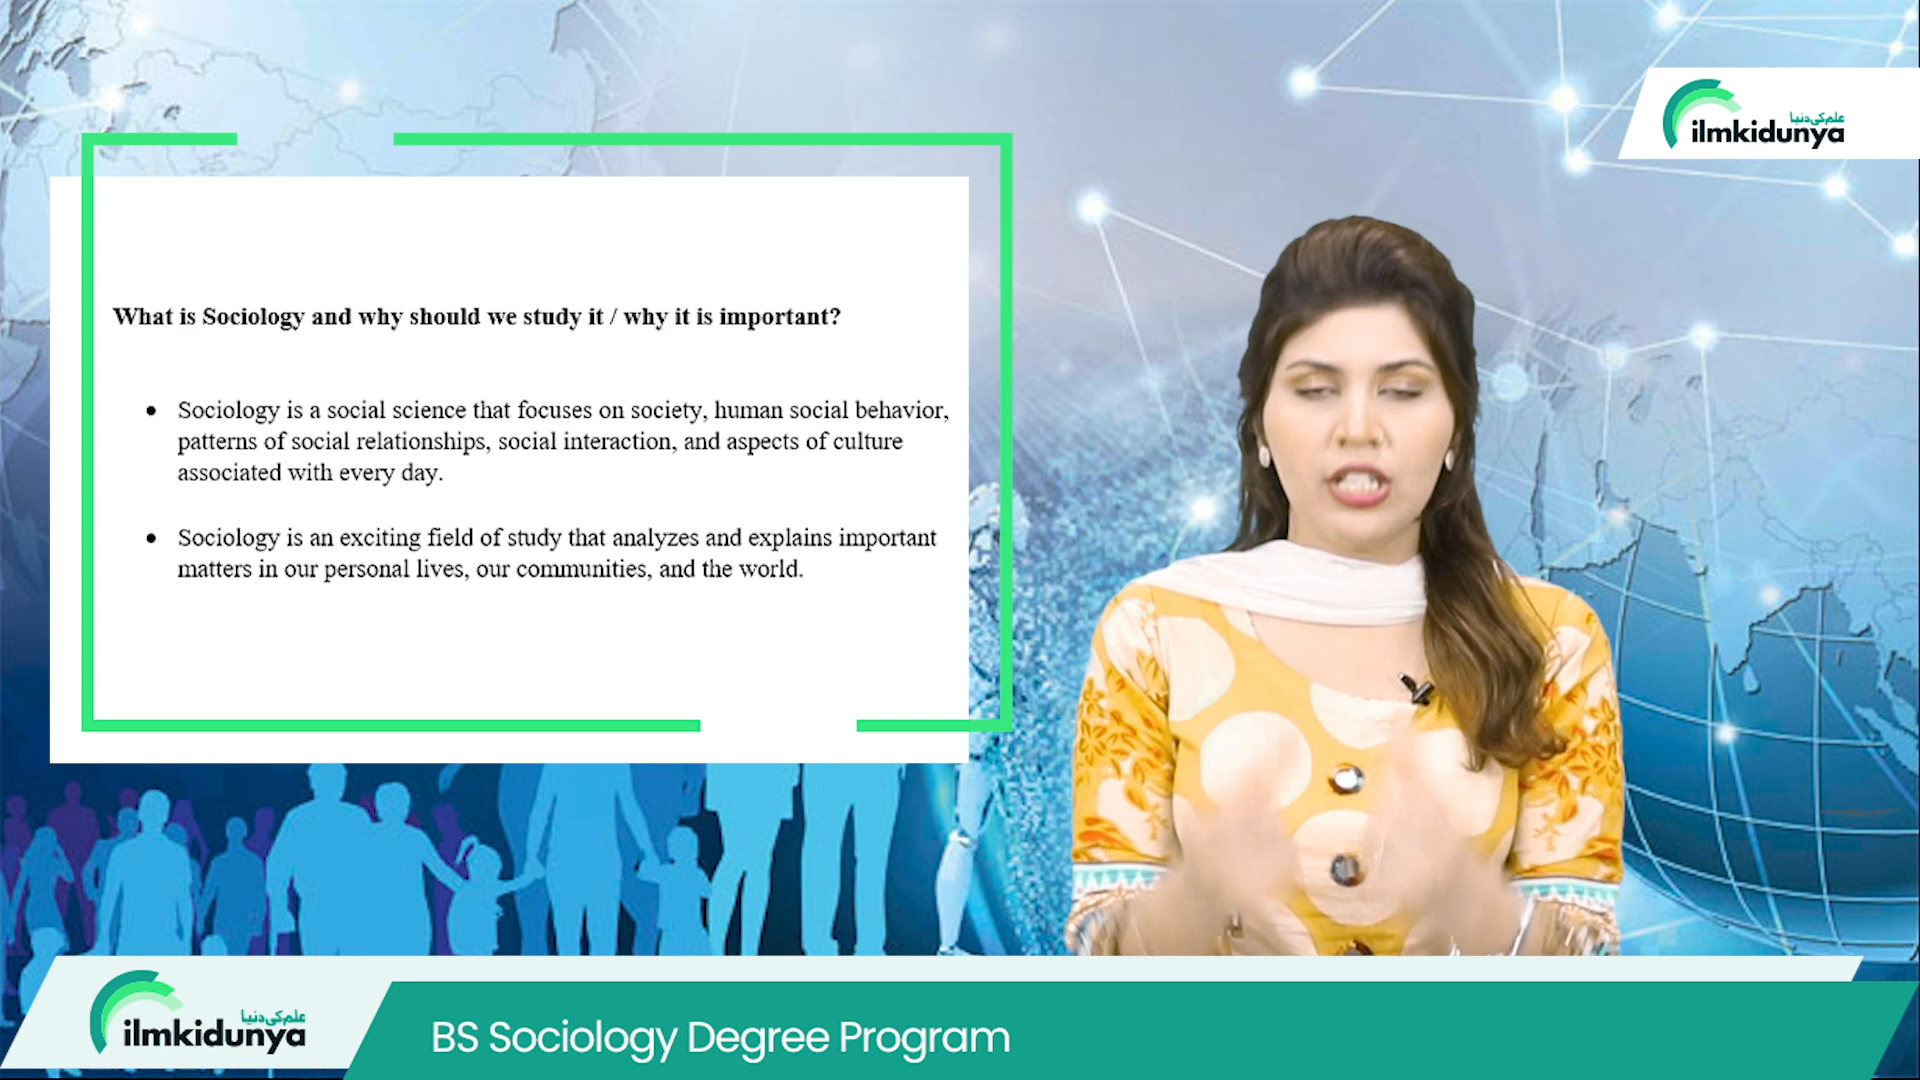 علم کی دنیا
ilmkidunya
What is Sociology and why should we study it / why it is important?
• Sociology is a social science that focuses on society, human social behavior,
patterns of social relationships, social interaction, and aspects of culture
associated with every day.
• Sociology is an exciting field of study that analyzes and explains important
matters in our personal lives, our communities, and the world.
علم کی دنیا
ilmkidunya
BS Sociology Degree Program